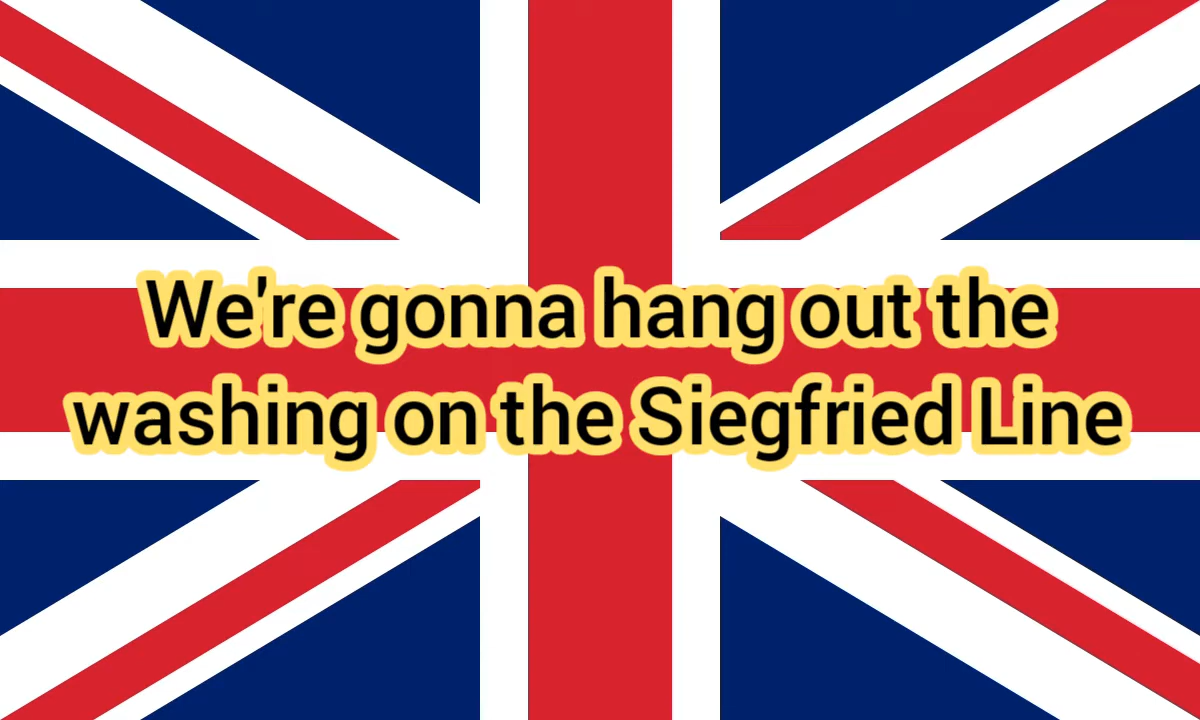 We're gonna hang out the
washing on the Siegfried Line